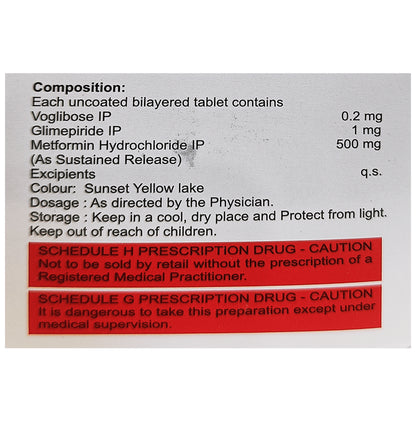 Composition:
Each uncoated bilayered tablet contains
Voglibose IP 0.2 mg
Glimepiride IP 1 mg
Metformin Hydrochloride IP 500 mg
(As Sustained Release)
Excipients q.s.
Colour: Sunset Yellow lake
Dosage : As directed by the Physician.
Storage : Keep in a cool, dry place and Protect from light.
Keep out of reach of children.
SCHEDULE H PRESCRIPTION DRUG - CAUTION
Not to be sold by retail without the prescription of a
Registered Medical Practitioner.
SCHEDULE G PRESCRIPTION DRUG - CAUTION
It is dangerous to take this preparation except under
medical supervision.